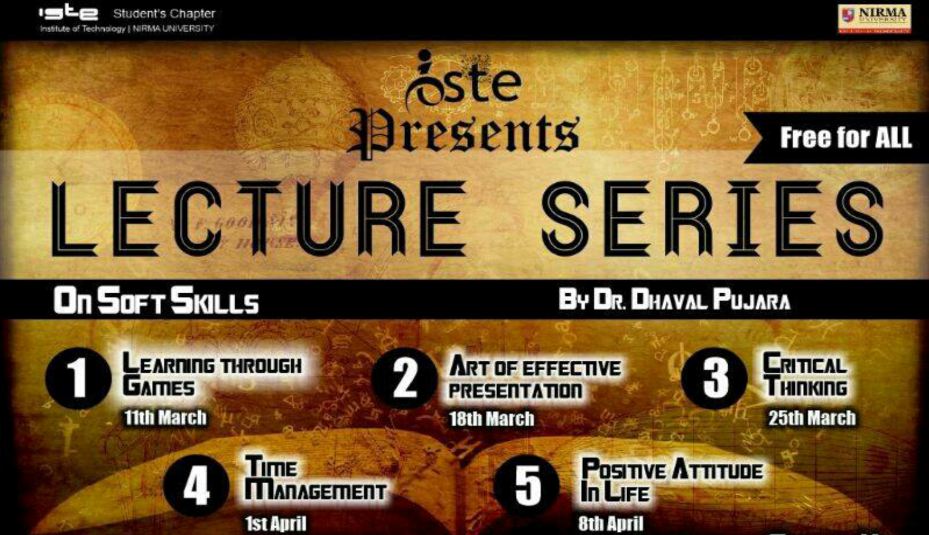 iste Student's Chapter
Institute of Technology | NIRMA UNIVERSITY
NIRMA
UNIVERSITY
iste
Presents
Free for ALL
LECTURE SERIES
On Soft Skills
By Dr. Dhaval Pujara
1 Learning through
Games
11th March
2 Art of effective
presentation
18th March
3 Critical
Thinking
25th March
4 Time
Management
1st April
5 Positive Attitude
In Life
8th April